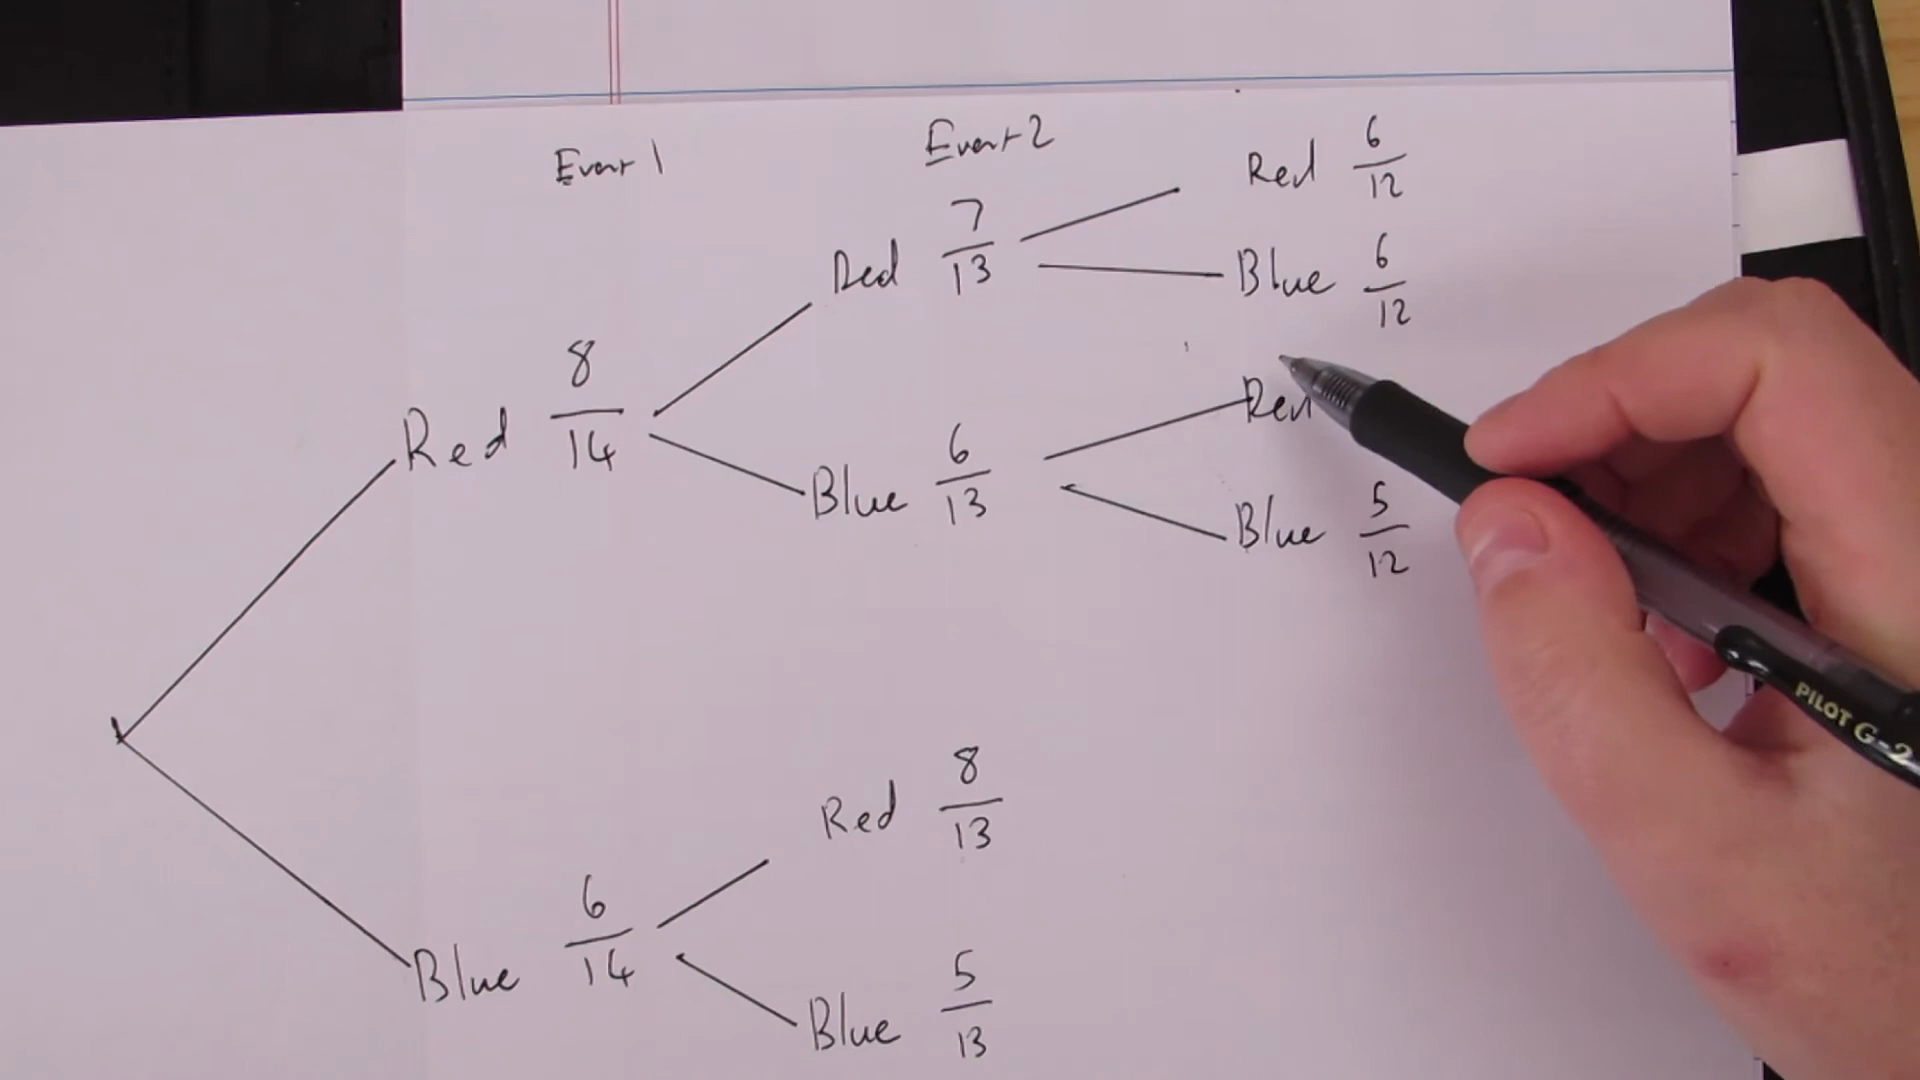 Event 1
Event 2
Red 8/14
Blue 6/14
Red 7/13
Blue 6/13
Red 8/13
Blue 5/13
Red 6/12
Blue 6/12
Red
Blue 5/12
PILOT G-2